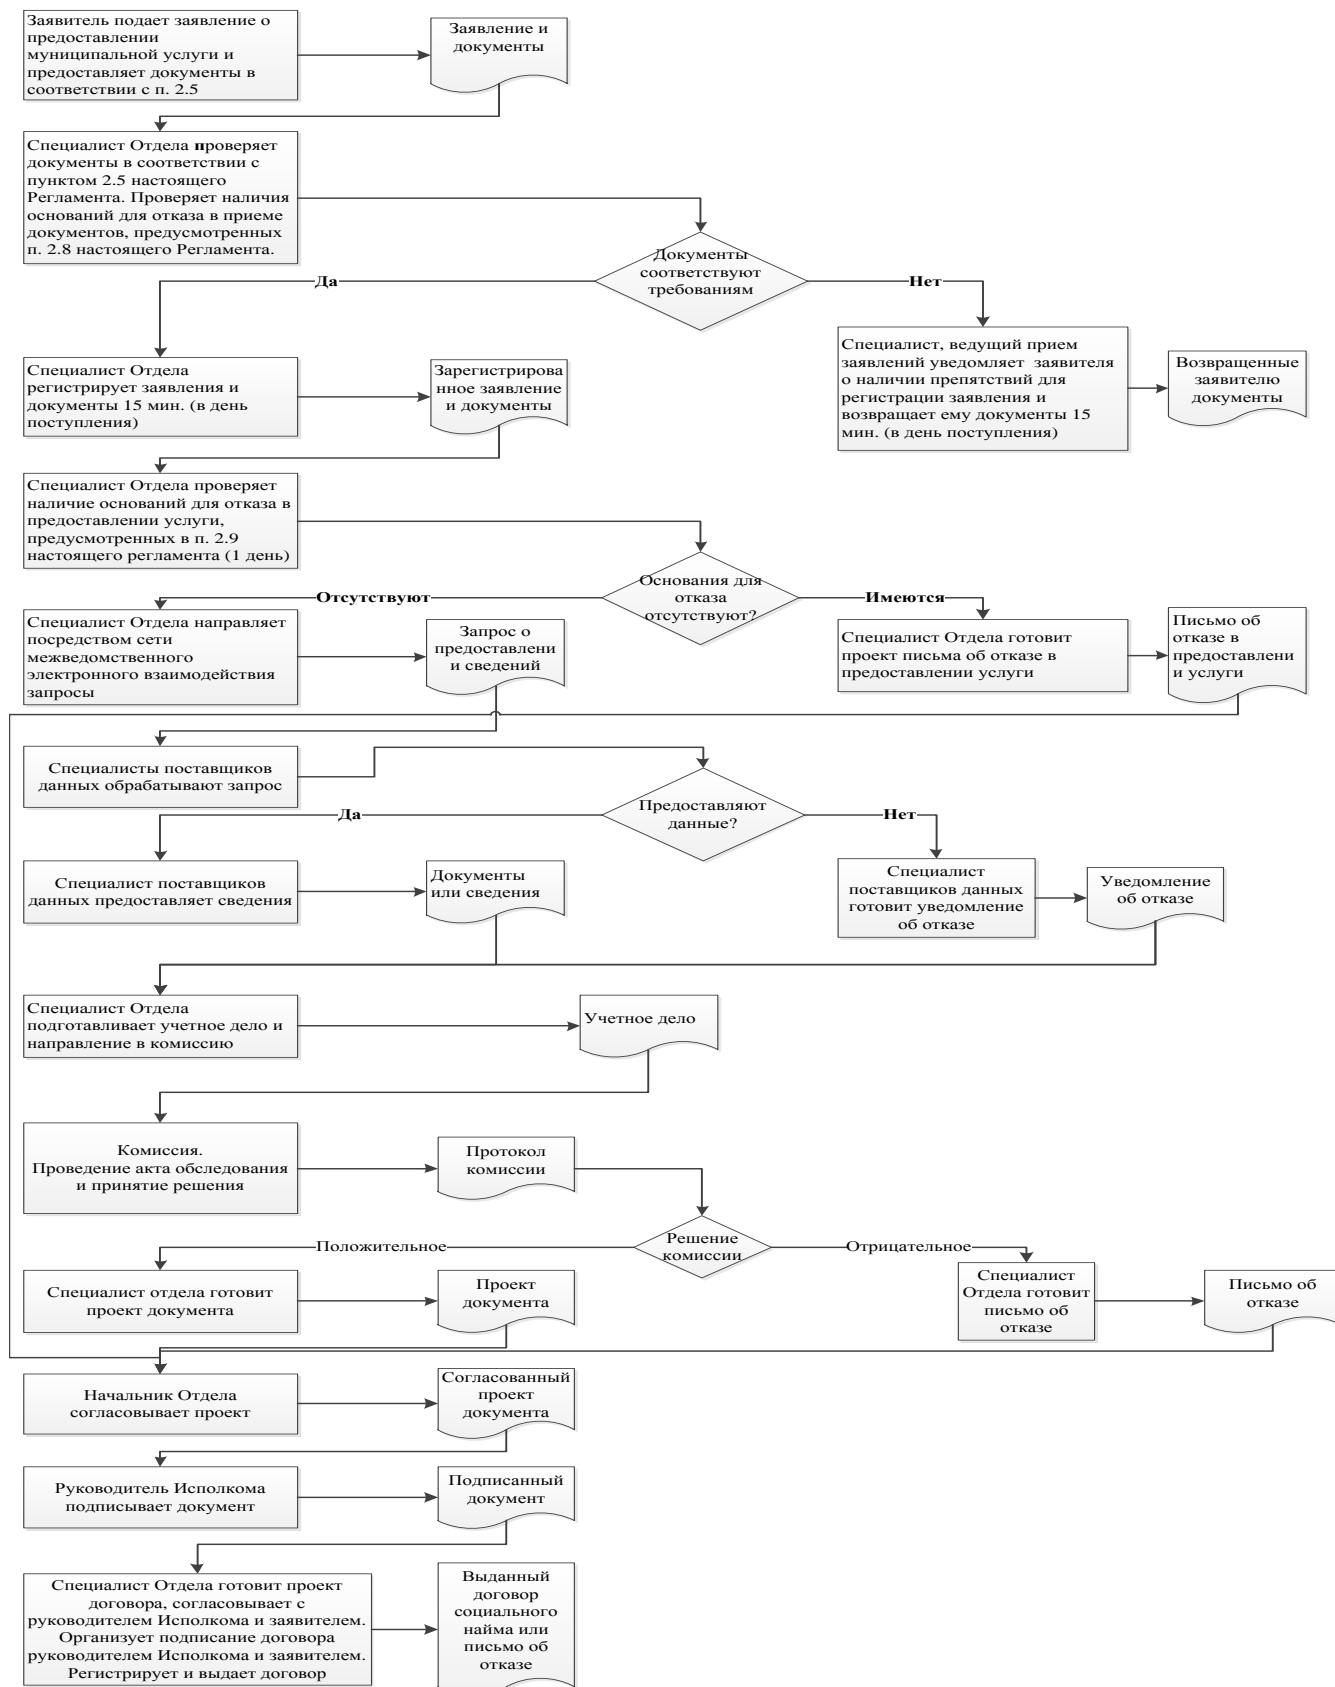 Заявитель подает заявление о
предоставлении
муниципальной услуги и
предоставляет документы в
соответствии с п. 2.5
Заявление и
документы
Специалист Отдела проверяет
документы в соответствии с
пунктом 2.5 настоящего
Регламента. Проверяет наличия
оснований для отказа в приеме
документов, предусмотренных
п. 2.8 настоящего Регламента.
Документы
соответствуют
требованиям
Да
Нет
Специалист Отдела
регистрирует заявления и
документы 15 мин. (в день
поступления)
Зарегистрирова
нное заявление
и документы
Специалист, ведущий прием
заявлений уведомляет заявителя
о наличии препятствий для
регистрации заявления и
возвращает ему документы 15
мин. (в день поступления)
Возвращенные
заявителю
документы
Специалист Отдела проверяет
наличие оснований для отказа в
предоставлении услуги,
предусмотренных в п. 2.9
настоящего регламента (1 день)
Основания для
отказа
отсутствуют?
Отсутствуют
Имеются
Специалист Отдела направляет
посредством сети
межведомственного
электронного взаимодействия
запросы
Запрос о
предоставлени
и сведений
Специалист Отдела готовит
проект письма об отказе в
предоставлении услуги
Письмо об
отказе в
предоставлени
и услуги
Специалисты поставщиков
данных обрабатывают запрос
Предоставляют
данные?
Да
Нет
Специалист поставщиков
данных предоставляет сведения
Документы
или сведения
Специалист
поставщиков данных
готовит уведомление
об отказе
Уведомление
об отказе
Специалист Отдела
подготавливает учетное дело и
направление в комиссию
Учетное дело
Комиссия.
Проведение акта обследования
и принятие решения
Протокол
комиссии
Решение
комиссии
Положительное
Отрицательное
Специалист отдела готовит
проект документа
Проект
документа
Специалист
Отдела готовит
письмо об
отказе
Письмо об
отказе
Начальник Отдела
согласовывает проект
Согласованный
проект
документа
Руководитель Исполкома
подписывает документ
Подписанный
документ
Специалист Отдела готовит проект
договора, согласовывает с
руководителем Исполкома и заявителем.
Организует подписание договора
руководителем Исполкома и заявителем.
Регистрирует и выдает договор
Выданный
договор
социального
найма или
письмо об
отказе